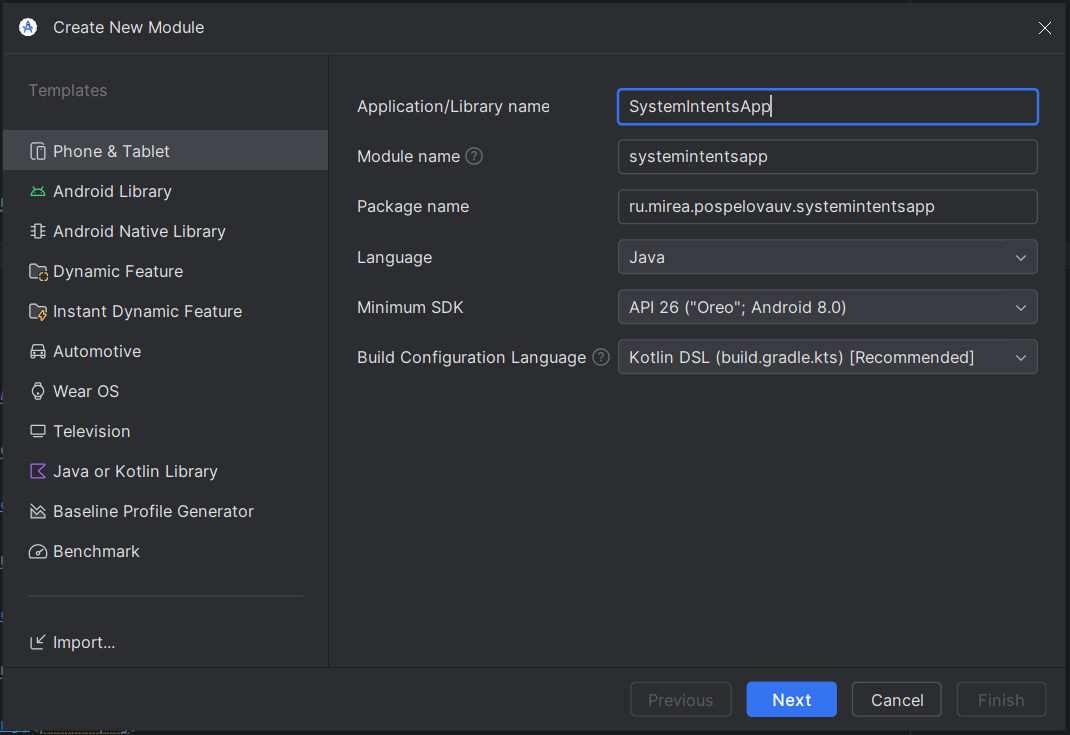 Create New Module
Templates
Phone & Tablet
Android Library
Android Native Library
Dynamic Feature
Instant Dynamic Feature
Automotive
Wear OS
Television
Java or Kotlin Library
Baseline Profile Generator
Benchmark
Import...
Application/Library name
SystemIntentsApp
Module name
systemintentsapp
Package name
ru.mirea.pospelovauv.systemintentsapp
Language
Java
Minimum SDK
API 26 ("Oreo"; Android 8.0)
Build Configuration Language
Kotlin DSL (build.gradle.kts) [Recommended]
Previous
Next
Cancel
Finish